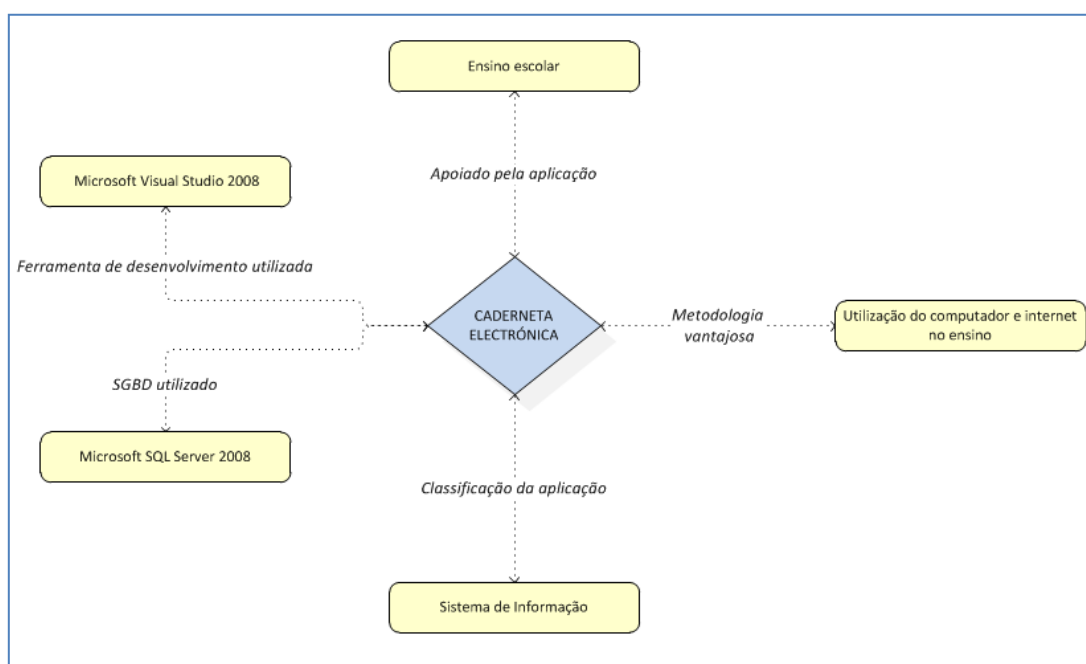 Ensino escolar
Apoiado pela aplicação
Microsoft Visual Studio 2008
Ferramenta de desenvolvimento utilizada
CADERNETA
ELECTRÓNICA
Metodologia
vantajosa
Utilização do computador e internet
no ensino
SGBD utilizado
Microsoft SQL Server 2008
Classificação da aplicação
Sistema de Informação